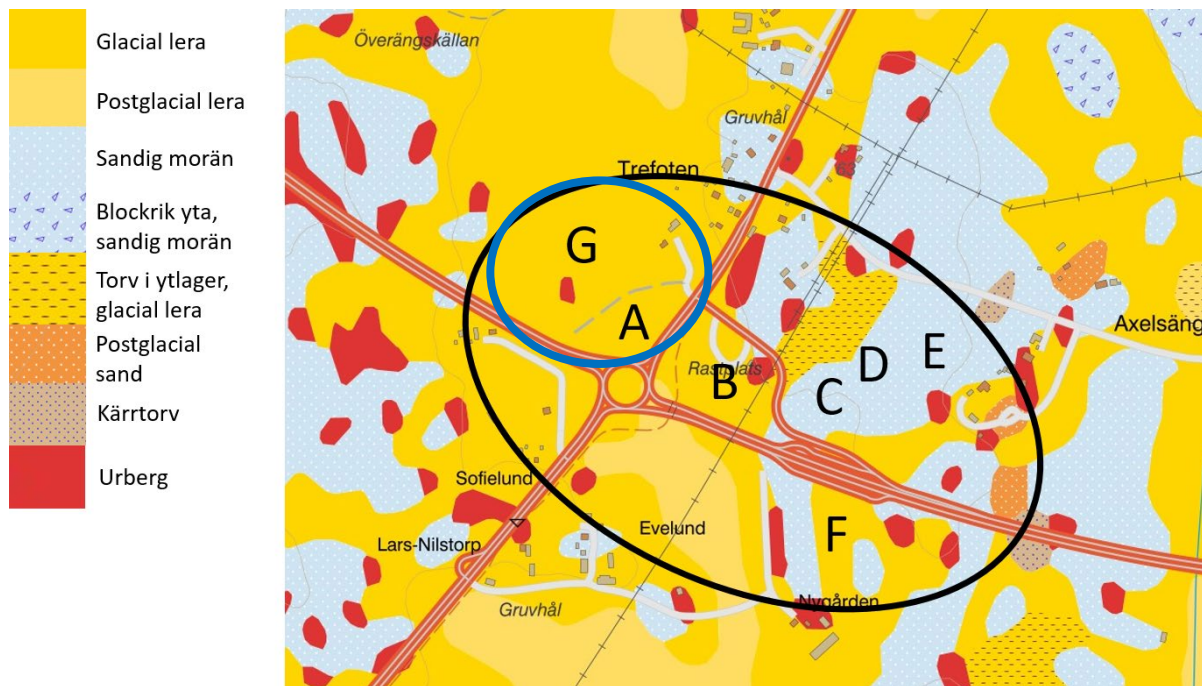 Glacial lera
Postglacial lera
Sandig morän
Blockrik yta,
sandig morän
Torv i ytlager,
glacial lera
Postglacial
sand
Kärrtorv
Urberg
Överängskällan
Gruvhål
Trefoten
63
G
A
Rastplats
B
C
D
E
Axelsäng
Sofielund
Lars-Nilstorp
Evelund
F
Gruvhål
Nygården